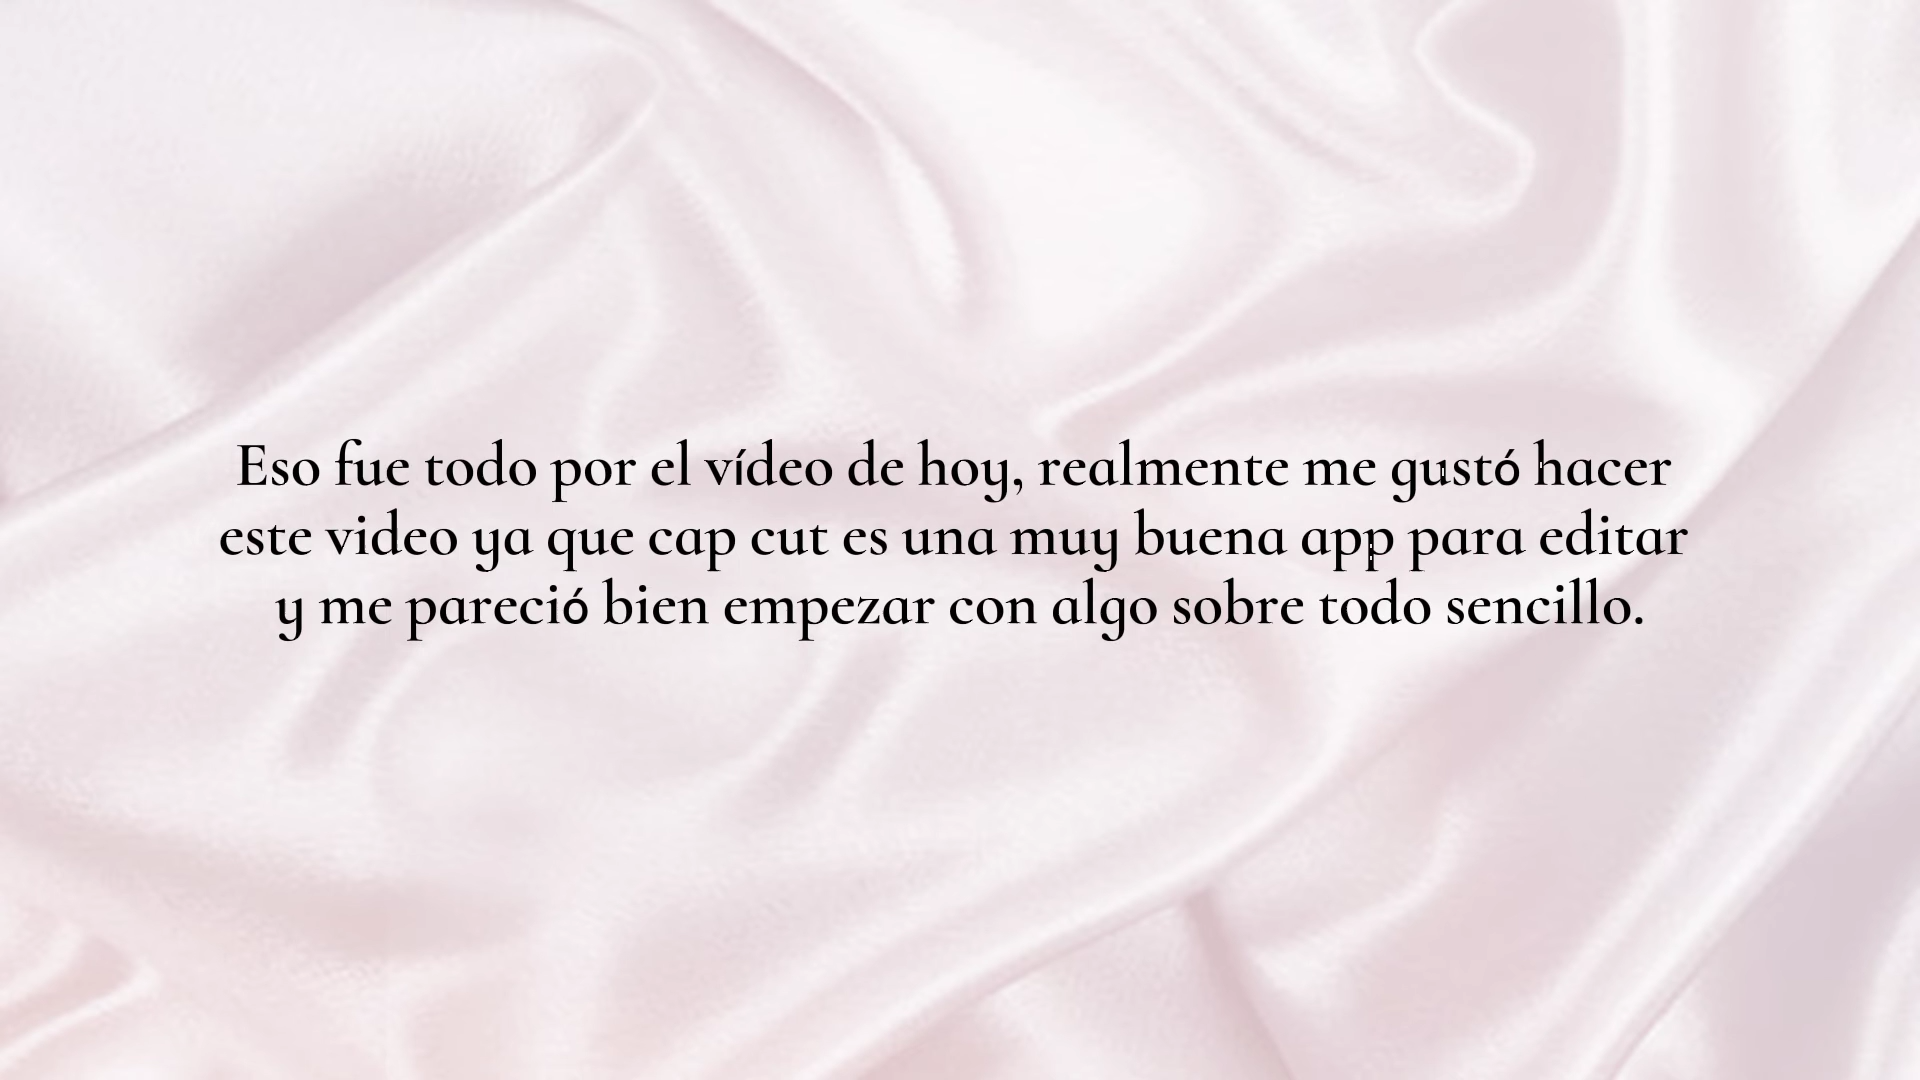 Eso fue todo por el vídeo de hoy, realmente me gustó hacer
este video ya que cap cut es una muy buena app para editar
y me pareció bien empezar con algo sobre todo sencillo.